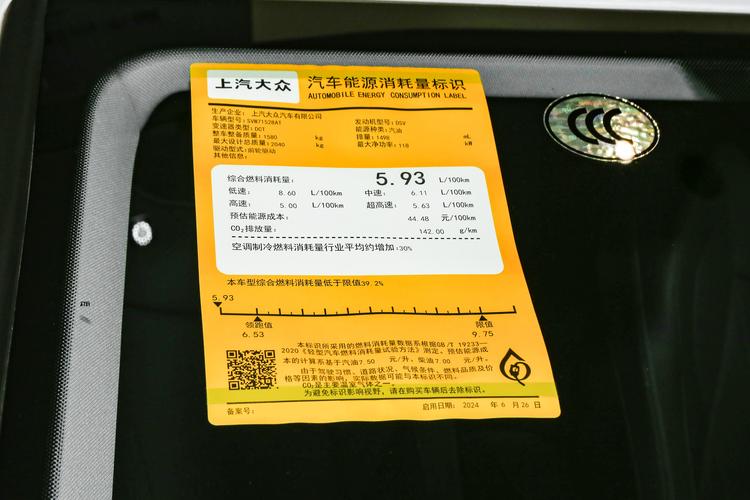 上汽大众
汽车能源消耗量标识
AUTOMOBILE ENERGY CONSUMPTION LABEL
生产企业: 上汽大众汽车有限公司
车辆型号:SVW71528AT 发动机型号:DSV
变速器类型:DCT 能源种类:汽油
整车整备质量:1580 kg 排量:1498 mL
最大设计总质量:2040 kg 最大净功率:118 kW
驱动型式:前轮驱动
其他信息:
综合燃料消耗量: 5.93 L/100km
低速: 8.60 L/100km 中速: 6.11 L/100km
高速: 5.00 L/100km 超高速: 5.63 L/100km
预估能源成本: 44.48 元/100km
CO₂排放量: 142.00 g/km
空调制冷燃料消耗量行业平均约增加:30%
本车型综合燃料消耗量低于限值39.2%
5.93
领跑值 限值
6.53 9.75
本标识所采用的燃料消耗量数据系根据GB/T 19233—
2020《轻型汽车燃料消耗量试验方法》测定。预估能源成
本的计算系基于汽油7.50 元/升,柴油7.00 元/升。
由于驾驶习惯、道路状况、气候条件、燃料品质及价
格等因素的影响,实际数据可能与本标识不同。
CO₂是主要温室气体之一。
为避免标识影响视野,请在购买车辆后去除标识。
备案号: 启用日期: 2024 年 6 月 26 日
CCC